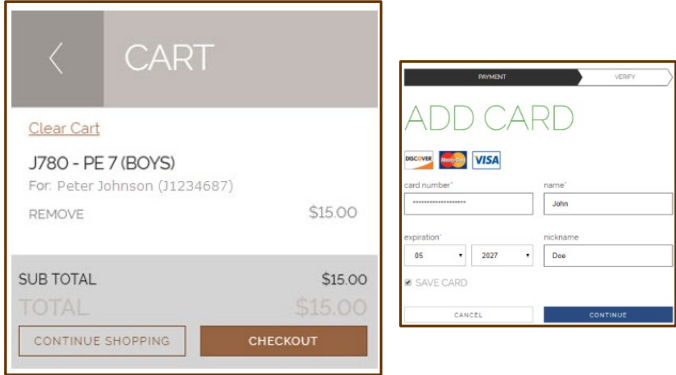 CART
Clear Cart
J780 - PE 7 (BOYS)
For: Peter Johnson (J1234687)
REMOVE $15.00
SUB TOTAL $15.00
TOTAL $15.00
CONTINUE SHOPPING CHECKOUT
PAYMENT VERIFY
ADD CARD
DISCOVER MasterCard VISA
card number* name*
******************* John
expiration* nickname
05 2027 Doe
SAVE CARD
CANCEL CONTINUE